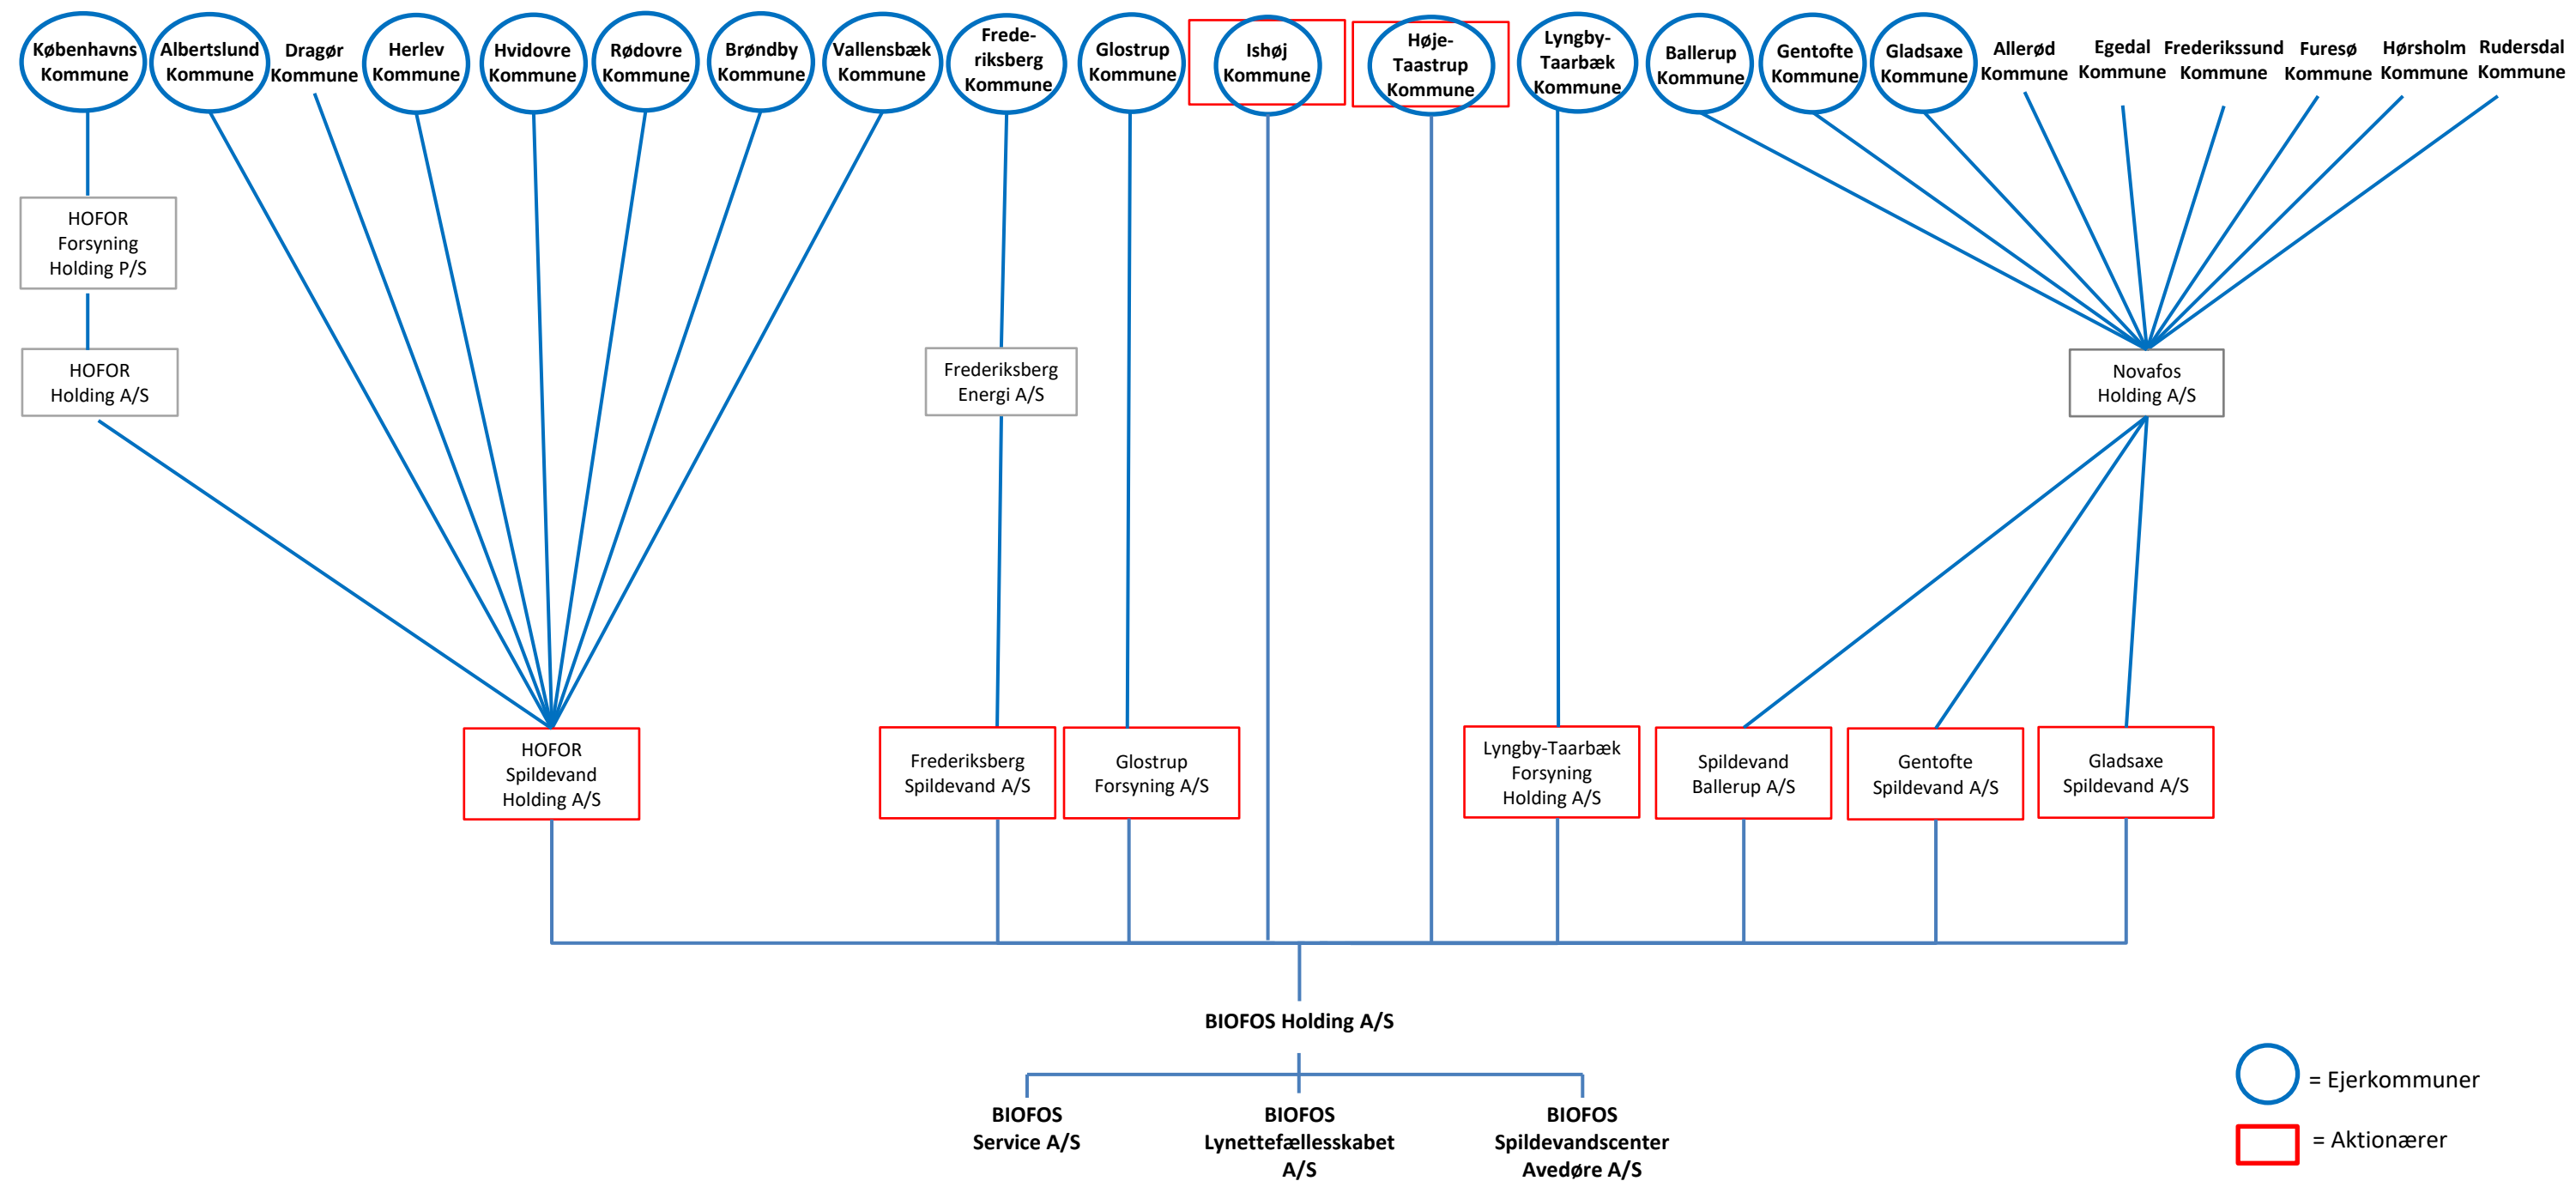 Københavns
Kommune
Albertslund
Kommune
Dragør
Kommune
Herlev
Kommune
Hvidovre
Kommune
Rødovre
Kommune
Brøndby
Kommune
Vallensbæk
Kommune
Frede-
riksberg
Kommune
Glostrup
Kommune
Ishøj
Kommune
Høje-
Taastrup
Kommune
Lyngby-
Taarbæk
Kommune
Ballerup
Kommune
Gentofte
Kommune
Gladsaxe
Kommune
Allerød
Kommune
Egedal
Kommune
Frederikssund
Kommune
Furesø
Kommune
Hørsholm
Kommune
Rudersdal
Kommune
HOFOR
Forsyning
Holding P/S
HOFOR
Holding A/S
Frederiksberg
Energi A/S
Novafos
Holding A/S
HOFOR
Spildevand
Holding A/S
Frederiksberg
Spildevand A/S
Glostrup
Forsyning A/S
Lyngby-Taarbæk
Forsyning
Holding A/S
Spildevand
Ballerup A/S
Gentofte
Spildevand A/S
Gladsaxe
Spildevand A/S
BIOFOS Holding A/S
BIOFOS
Service A/S
BIOFOS
Lynettefællesskabet
A/S
BIOFOS
Spildevandscenter
Avedøre A/S
= Ejerkommuner
= Aktionærer